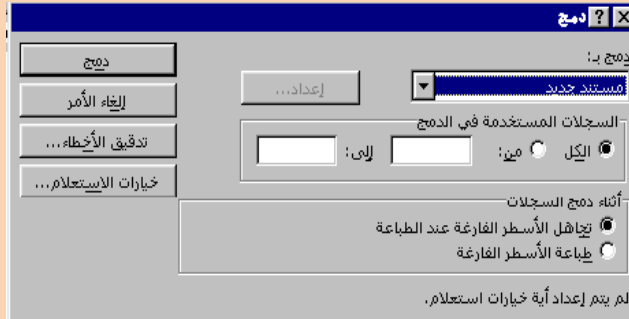 دمج
دمج بـ:
مستند جديد
إعداد...
السجلات المستخدمة في الدمج
الكل
من:
إلى:
أثناء دمج السجلات
تجاهل الأسطر الفارغة عند الطباعة
طباعة الأسطر الفارغة
لم يتم إعداد أية خيارات استعلام.
دمج
إلغاء الأمر
تدقيق الأخطاء...
خيارات الاستعلام...